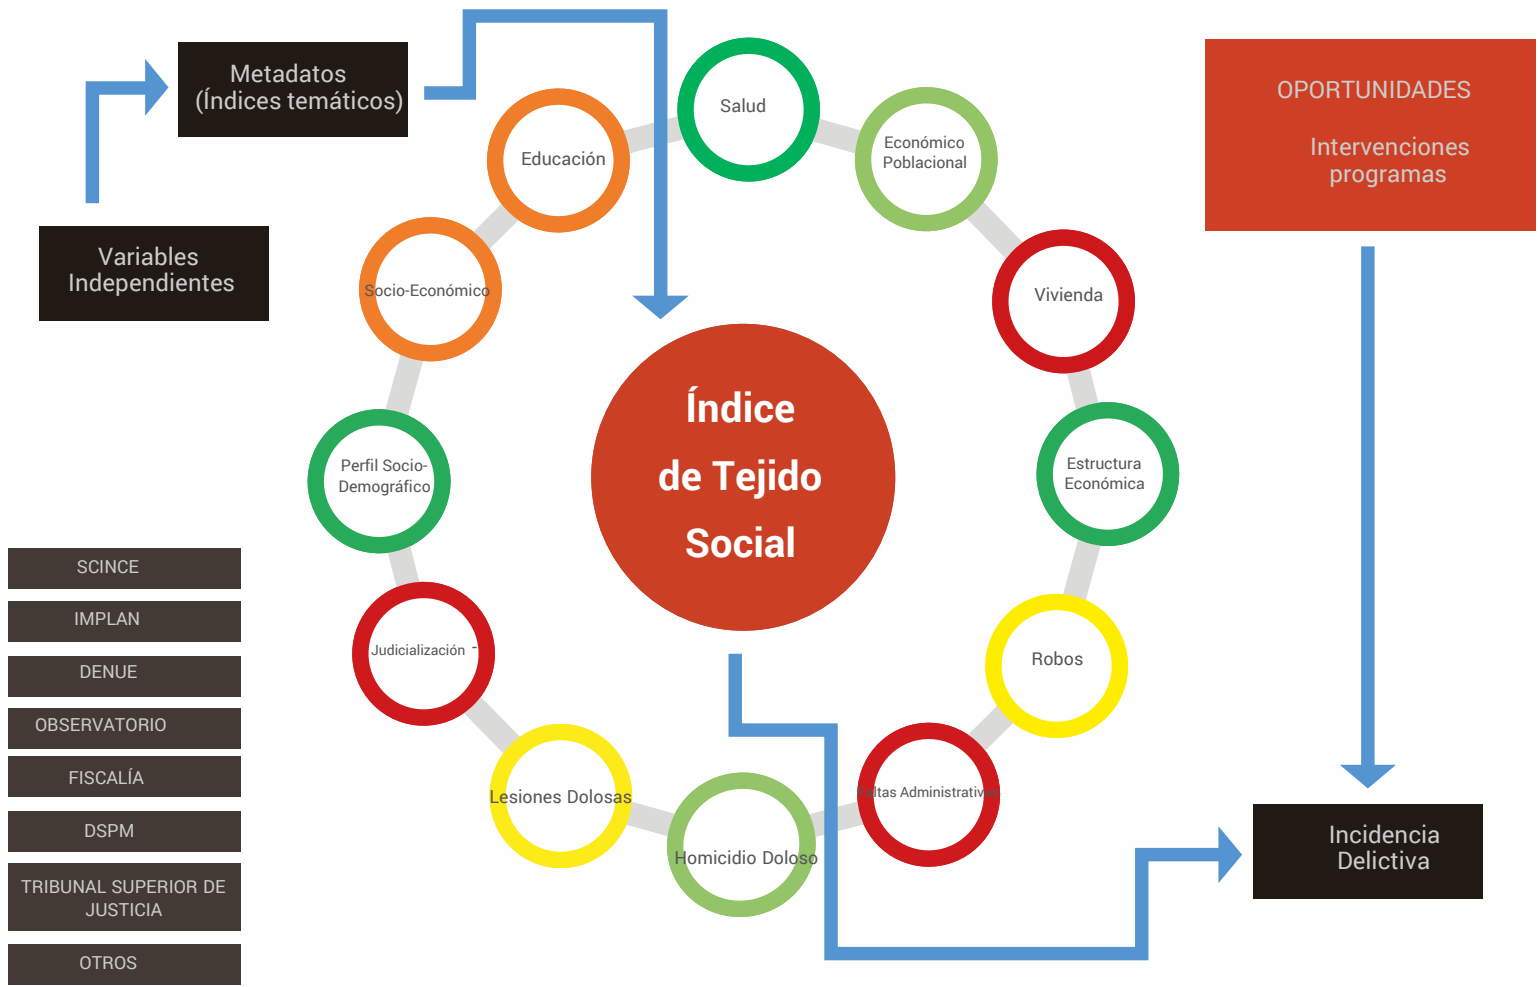 Metadatos
(Índices temáticos)
Variables
Independientes
Salud
Económico
Poblacional
Educación
Vivienda
Socio-Económico
Estructura
Económica
Perfil Socio-
Demográfico
Índice
de Tejido
Social
Robos
Judicialización -
Lesiones Dolosas
Homicidio Doloso
Administrativas
OPORTUNIDADES
Intervenciones
programas
Incidencia
Delictiva
SCINCE
IMPLAN
DENUE
OBSERVATORIO
FISCALÍA
DSPM
TRIBUNAL SUPERIOR DE
JUSTICIA
OTROS